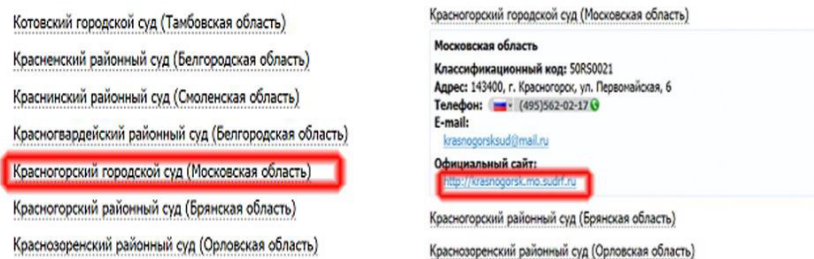 Котовский городской суд (Тамбовская область)
Красненский районный суд (Белгородская область)
Краснинский районный суд (Смоленская область)
Красногвардейский районный суд (Белгородская область)
Красногорский городской суд (Московская область)
Красногорский районный суд (Брянская область)
Краснозоренский районный суд (Орловская область)
Красногорский городской суд (Московская область)
Московская область
Классификационный код: 50RS0021
Адрес: 143400, г. Красногорск, ул. Первомайская, 6
Телефон: (495)562-02-17
E-mail:
krasnogorsksud@mail.ru
Официальный сайт:
http://krasnogorsk.mo.sudrf.ru
Красногорский районный суд (Брянская область)
Краснозоренский районный суд (Орловская область)